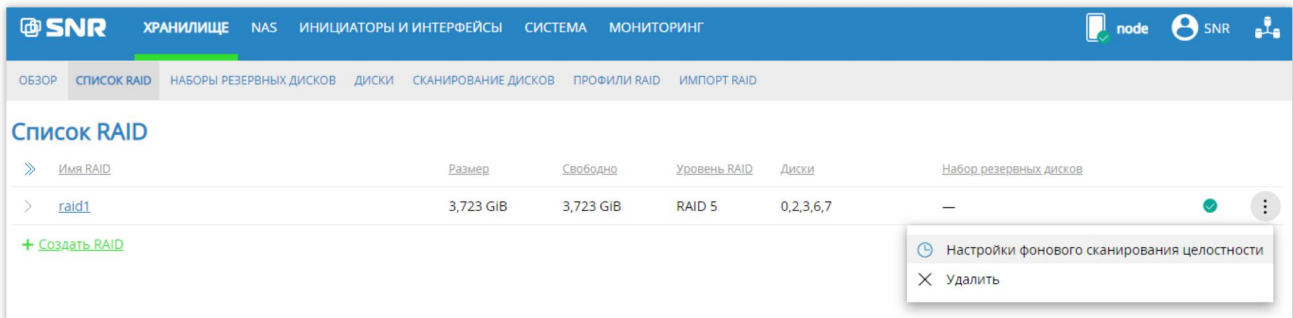 SNR ХРАНИЛИЩЕ NAS ИНИЦИАТОРЫ И ИНТЕРФЕЙСЫ СИСТЕМА МОНИТОРИНГ node SNR
ОБЗОР СПИСОК RAID НАБОРЫ РЕЗЕРВНЫХ ДИСКОВ ДИСКИ СКАНИРОВАНИЕ ДИСКОВ ПРОФИЛИ RAID ИМПОРТ RAID
Список RAID
Имя RAID Размер Свободно Уровень RAID Диски Набор резервных дисков
raid1 3,723 GiB 3,723 GiB RAID 5 0,2,3,6,7 —
+ Создать RAID
Настройки фонового сканирования целостности
Удалить